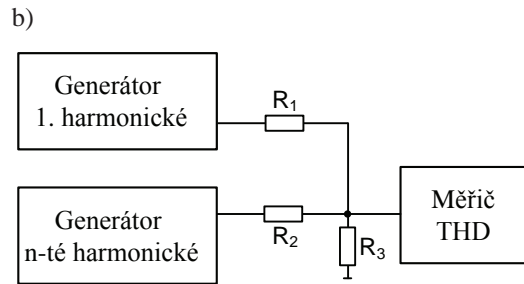 b)
Generátor
1. harmonické
R1
Generátor
n-té harmonické
R2
R3
Měřič
THD